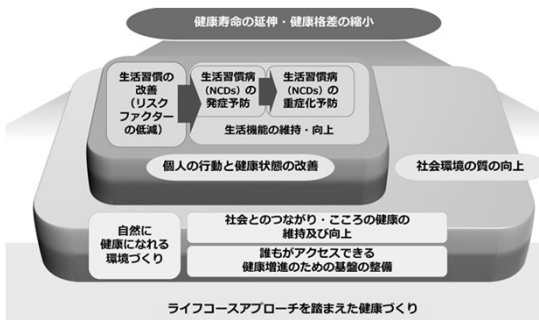 健康寿命の延伸・健康格差の縮小
生活習慣の
改善
（リスク
ファクター
の低減）
生活習慣病
（NCDs）の
発症予防
生活習慣病
（NCDs）の
重症化予防
生活機能の維持・向上
個人の行動と健康状態の改善
社会環境の質の向上
自然に
健康になれる
環境づくり
社会とのつながり・こころの健康の
維持及び向上
誰もがアクセスできる
健康増進のための基盤の整備
ライフコースアプローチを踏まえた健康づくり